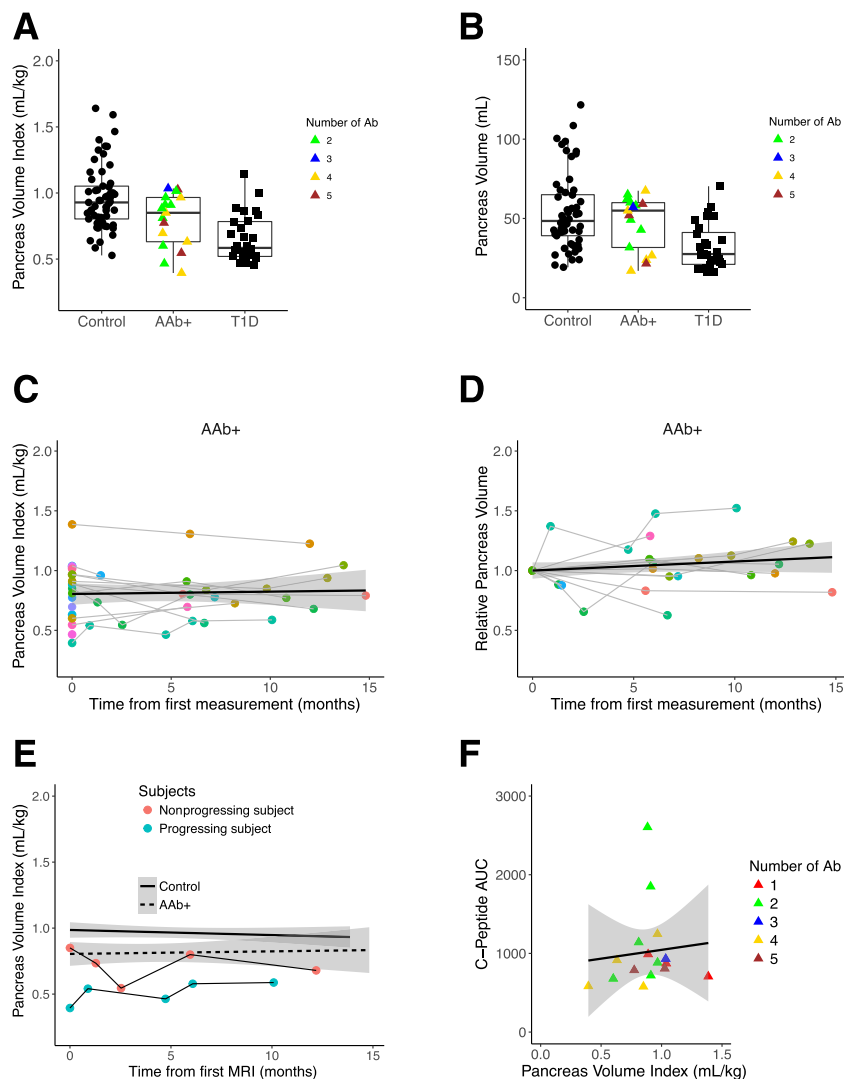 A
Pancreas Volume Index (mL/kg)
2.0
1.5
1.0
0.5
Control
AAb+
T1D
Number of Ab
2
3
4
5
B
Pancreas Volume (mL)
150
100
50
0
Control
AAb+
T1D
Number of Ab
2
3
4
5
C
AAb+
Pancreas Volume Index (mL/kg)
2.0
1.5
1.0
0.5
0
5
10
15
Time from first measurement (months)
D
AAb+
Relative Pancreas Volume
2.0
1.5
1.0
0.5
0
5
10
15
Time from first measurement (months)
E
Pancreas Volume Index (mL/kg)
2.0
1.5
1.0
0.5
Subjects
Nonprogressing subject
Progressing subject
Control
AAb+
0
5
10
15
Time from first MRI (months)
F
C−Peptide AUC
3000
2000
1000
0
0.0
0.5
1.0
1.5
Pancreas Volume Index (mL/kg)
Number of Ab
1
2
3
4
5